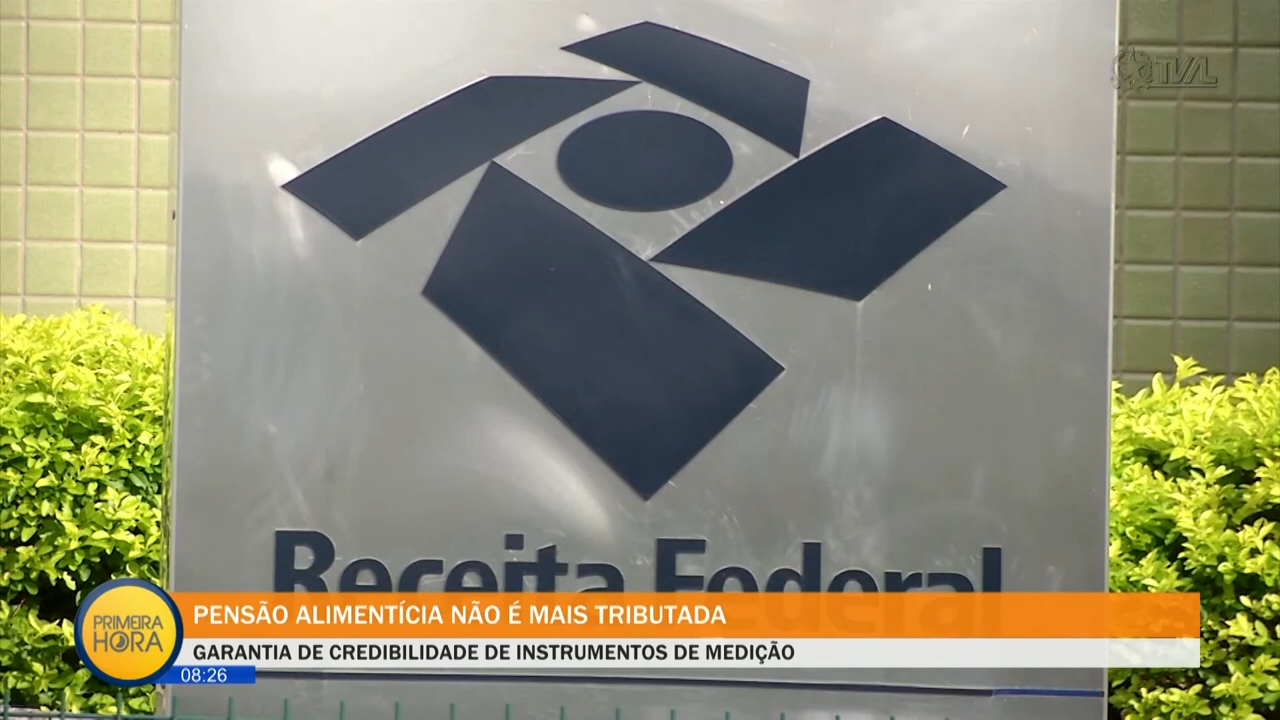 TVAL
Receita Federal
PRIMEIRA
HORA
PENSÃO ALIMENTÍCIA NÃO É MAIS TRIBUTADA
GARANTIA DE CREDIBILIDADE DE INSTRUMENTOS DE MEDIÇÃO
08:26